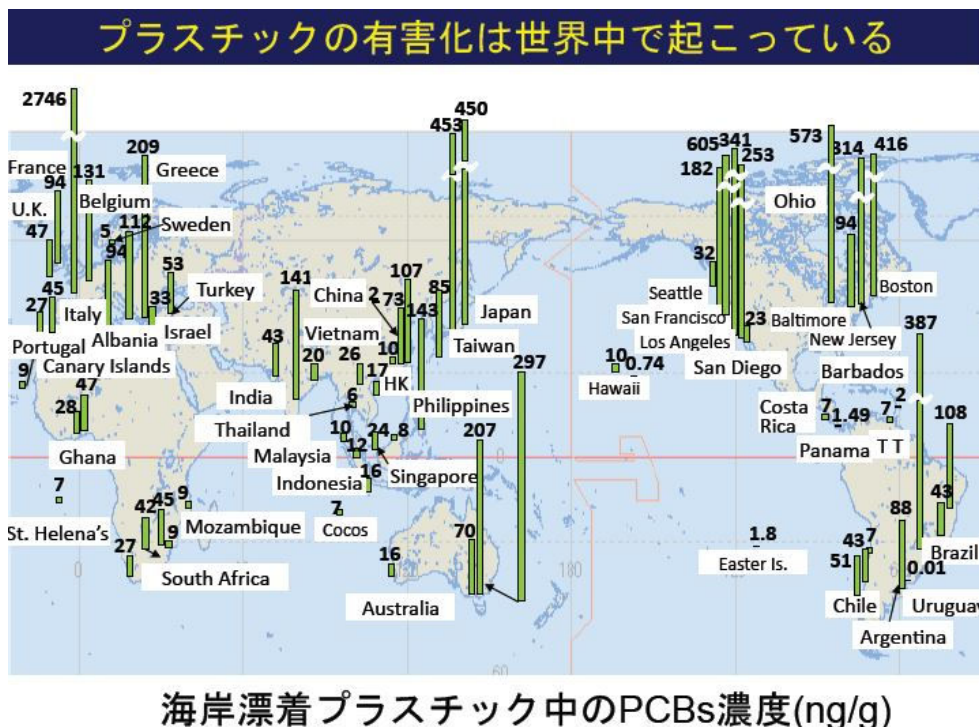 プラスチックの有害化は世界中で起こっている
2746
450
453
209
605
341
573
314
416
182
253
France
94
131
Greece
U.K.
Belgium
Ohio
47
5
112
Sweden
94
94
32
53
141
107
China
2
73
85
45
27
33
Turkey
143
Japan
Seattle
Boston
Italy
Israel
Vietnam
Taiwan
San Francisco
23
Baltimore
387
Portugal
Albania
43
10
297
Los Angeles
New Jersey
Canary Islands
20
26
10
0.74
San Diego
Barbados
9
47
17
HK
Hawaii
India
6
Philippines
Costa
Rica
7
2
28
Thailand
1.49
7
108
10
24
8
207
Ghana
Malaysia
12
Panama
T T
Indonesia
16
Singapore
7
9
42
45
7
88
43
St. Helena's
Mozambique
Cocos
70
1.8
43
7
27
9
16
51
Easter Is.
Brazil
0
South Africa
180
0.01
Australia
Chile
Uruguay
Argentina
60
海岸漂着プラスチック中のPCBs濃度(ng/g)